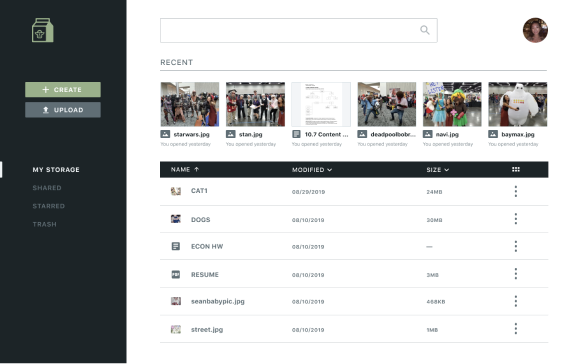 + CREATE
UPLOAD
MY STORAGE
SHARED
STARRED
TRASH
RECENT
starwars.jpg
You opened yesterday
stan.jpg
You opened yesterday
10.7 Content ...
You opened yesterday
deadpoolbobr...
You opened yesterday
navi.jpg
You opened yesterday
baymax.jpg
You opened yesterday
NAME ↑ MODIFIED SIZE
CAT1 08/29/2019 24MB
DOGS 08/10/2019 30MB
ECON HW 08/10/2019 —
PDF RESUME 08/10/2019 3MB
seanbabypic.jpg 08/10/2019 468KB
street.jpg 08/10/2019 1MB